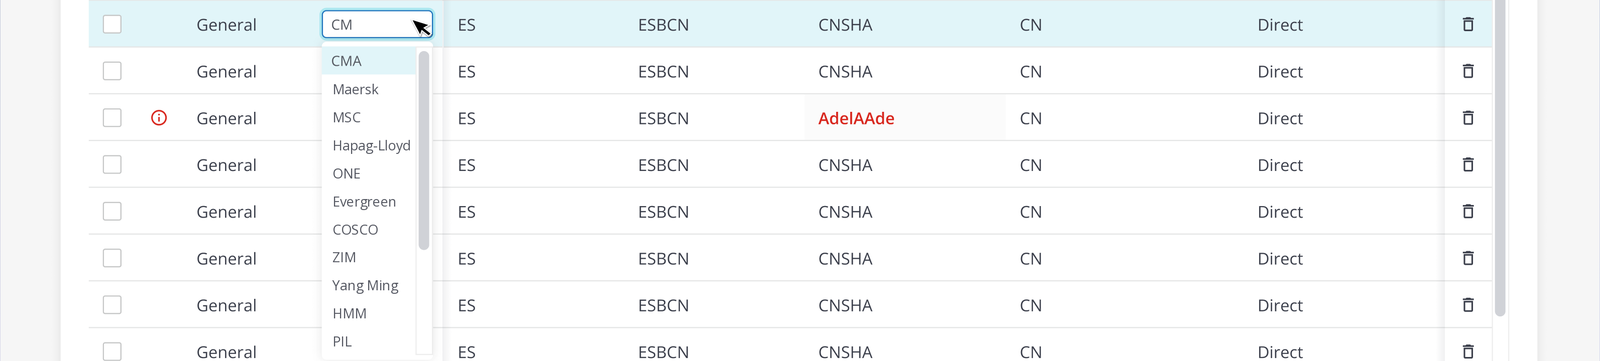 General CM ES ESBCN CNSHA CN Direct
CMA
General ES ESBCN CNSHA CN Direct
Maersk
MSC
General ES ESBCN AdelAAde CN Direct
Hapag-Lloyd
General ES ESBCN CNSHA CN Direct
ONE
Evergreen
General ES ESBCN CNSHA CN Direct
COSCO
General ES ESBCN CNSHA CN Direct
ZIM
Yang Ming
General ES ESBCN CNSHA CN Direct
HMM
PIL
General ES ESBCN CNSHA CN Direct